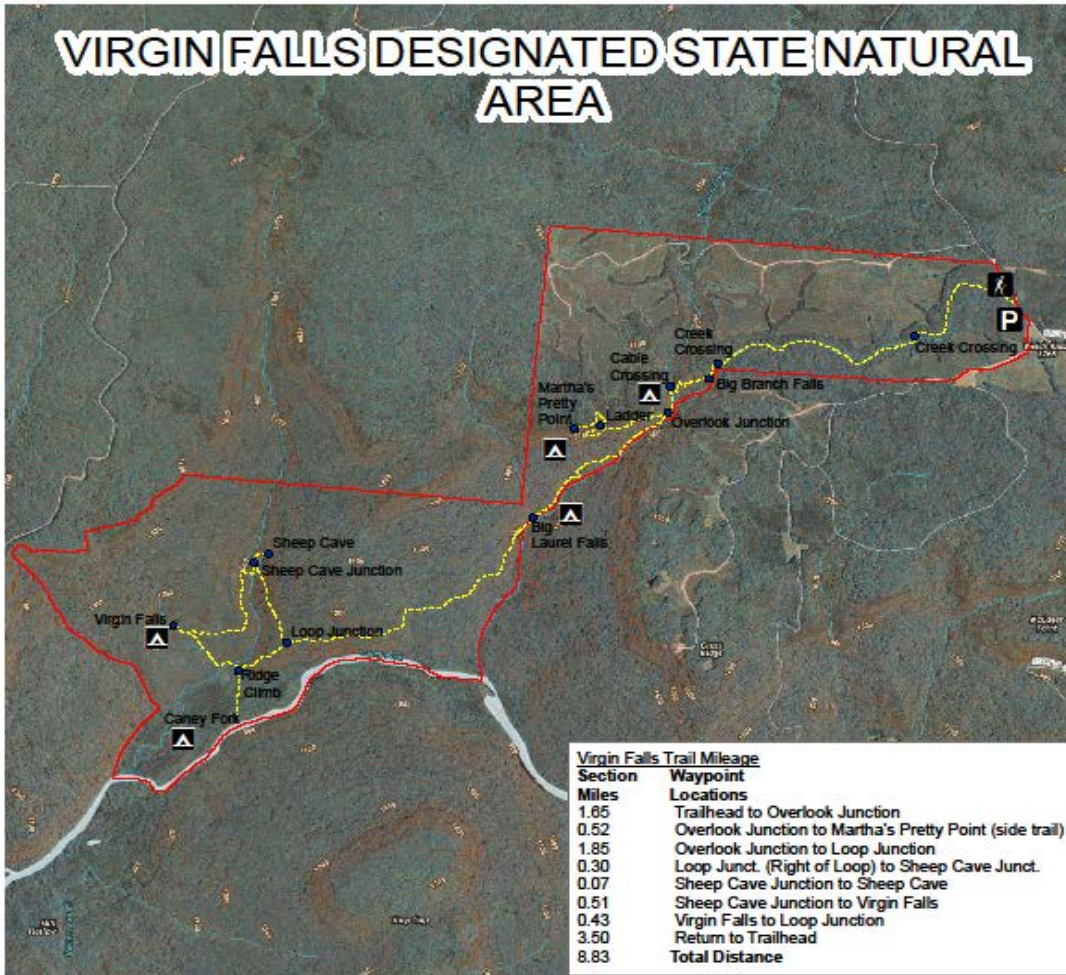 VIRGIN FALLS DESIGNATED STATE NATURAL
AREA
P
Creek Crossing
Creek
Crossing
Cable
Crossing
Big Branch Falls
Martha's
Pretty
Point
Ladder
Overlook Junction
Big
Laurel Falls
Sheep Cave
Sheep Cave Junction
Virgin Falls
Loop Junction
Ridge
Climb
Caney Fork
Virgin Falls Trail Mileage
Section Waypoint
Miles Locations
1.65 Trailhead to Overlook Junction
0.52 Overlook Junction to Martha's Pretty Point (side trail)
1.85 Overlook Junction to Loop Junction
0.30 Loop Junct. (Right of Loop) to Sheep Cave Junct.
0.07 Sheep Cave Junction to Sheep Cave
0.51 Sheep Cave Junction to Virgin Falls
0.43 Virgin Falls to Loop Junction
3.50 Return to Trailhead
8.83 Total Distance